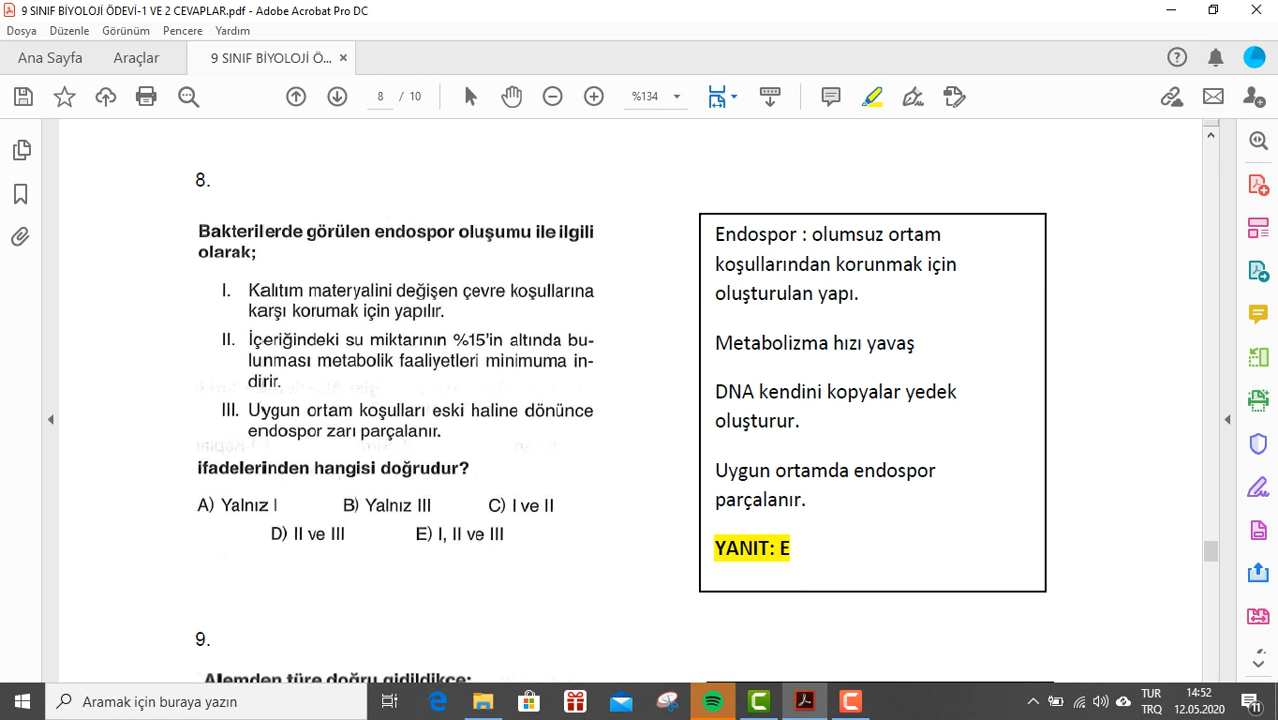 9 SINIF BİYOLOJİ ÖDEVİ-1 VE 2 CEVAPLAR.pdf - Adobe Acrobat Pro DC
Dosya Düzenle Görünüm Pencere Yardım
Ana Sayfa Araçlar 9 SINIF BİYOLOJİ Ö...
8 / 10 %134
8.
Bakterilerde görülen endospor oluşumu ile ilgili
olarak;
I. Kalıtım materyalini değişen çevre koşullarına
karşı korumak için yapılır.
II. İçeriğindeki su miktarının %15'in altında bu-
lunması metabolik faaliyetleri minimuma in-
dirir.
III. Uygun ortam koşulları eski haline dönünce
endospor zarı parçalanır.
ifadelerinden hangisi doğrudur?
A) Yalnız I B) Yalnız III C) I ve II
D) II ve III E) I, II ve III
Endospor : olumsuz ortam
koşullarından korunmak için
oluşturulan yapı.
Metabolizma hızı yavaş
DNA kendini kopyalar yedek
oluşturur.
Uygun ortamda endospor
parçalanır.
YANIT: E
9.
Alemden türe doğru gidildikçe;
Aramak için buraya yazın
TUR
TRQ
14:52
12.05.2020
11